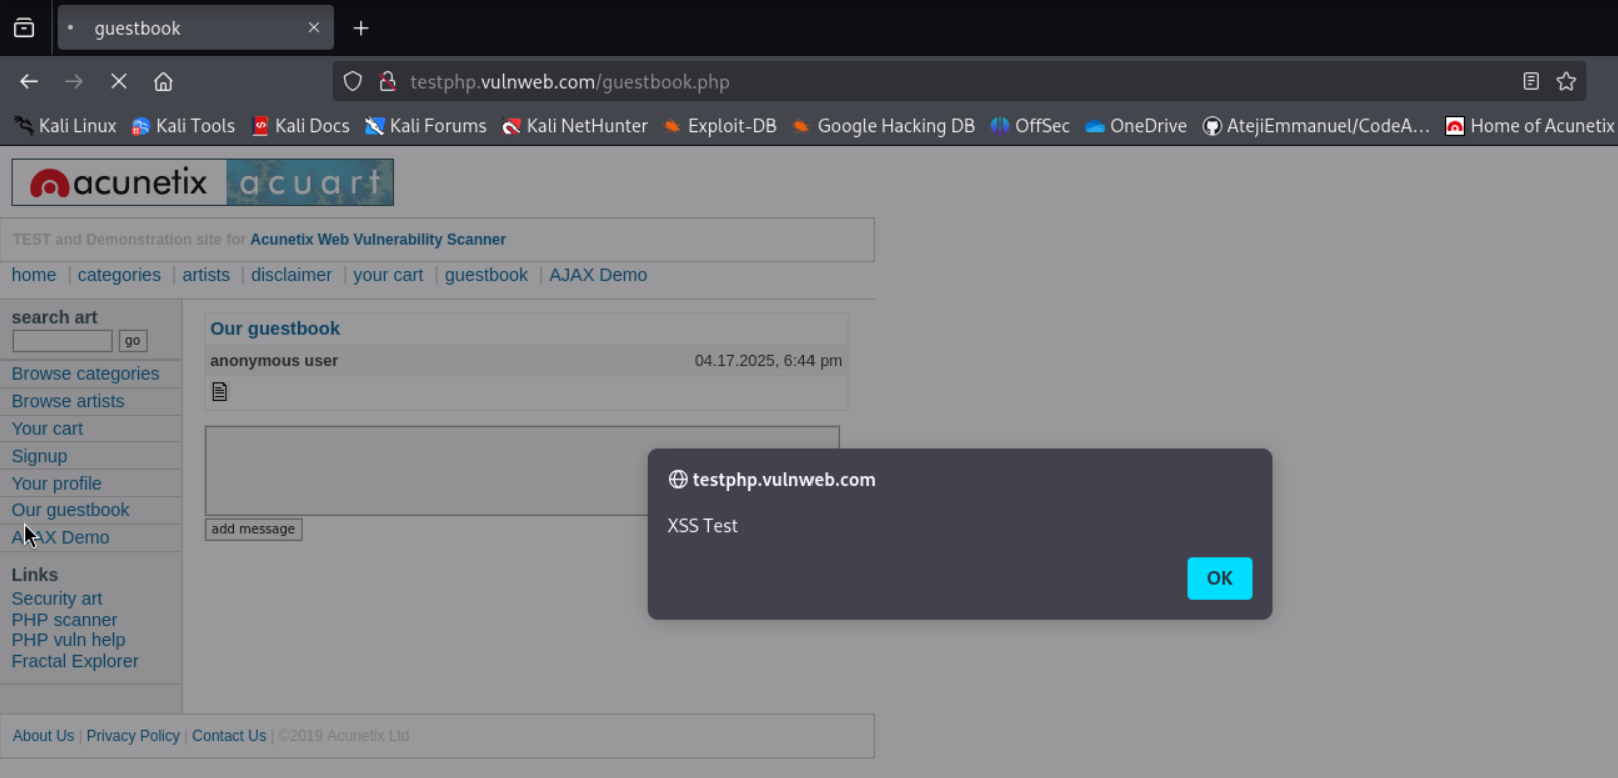 guestbook
testphp.vulnweb.com/guestbook.php
Kali Linux Kali Tools Kali Docs Kali Forums Kali NetHunter Exploit-DB Google Hacking DB OffSec OneDrive AtejiEmmanuel/CodeA... Home of Acunetix
acunetix acuart
TEST and Demonstration site for Acunetix Web Vulnerability Scanner
home | categories | artists | disclaimer | your cart | guestbook | AJAX Demo
search art
go
Browse categories
Browse artists
Your cart
Signup
Your profile
Our guestbook
AJAX Demo
Links
Security art
PHP scanner
PHP vuln help
Fractal Explorer
Our guestbook
anonymous user 04.17.2025, 6:44 pm
add message
testphp.vulnweb.com
XSS Test
OK
About Us | Privacy Policy | Contact Us | ©2019 Acunetix Ltd